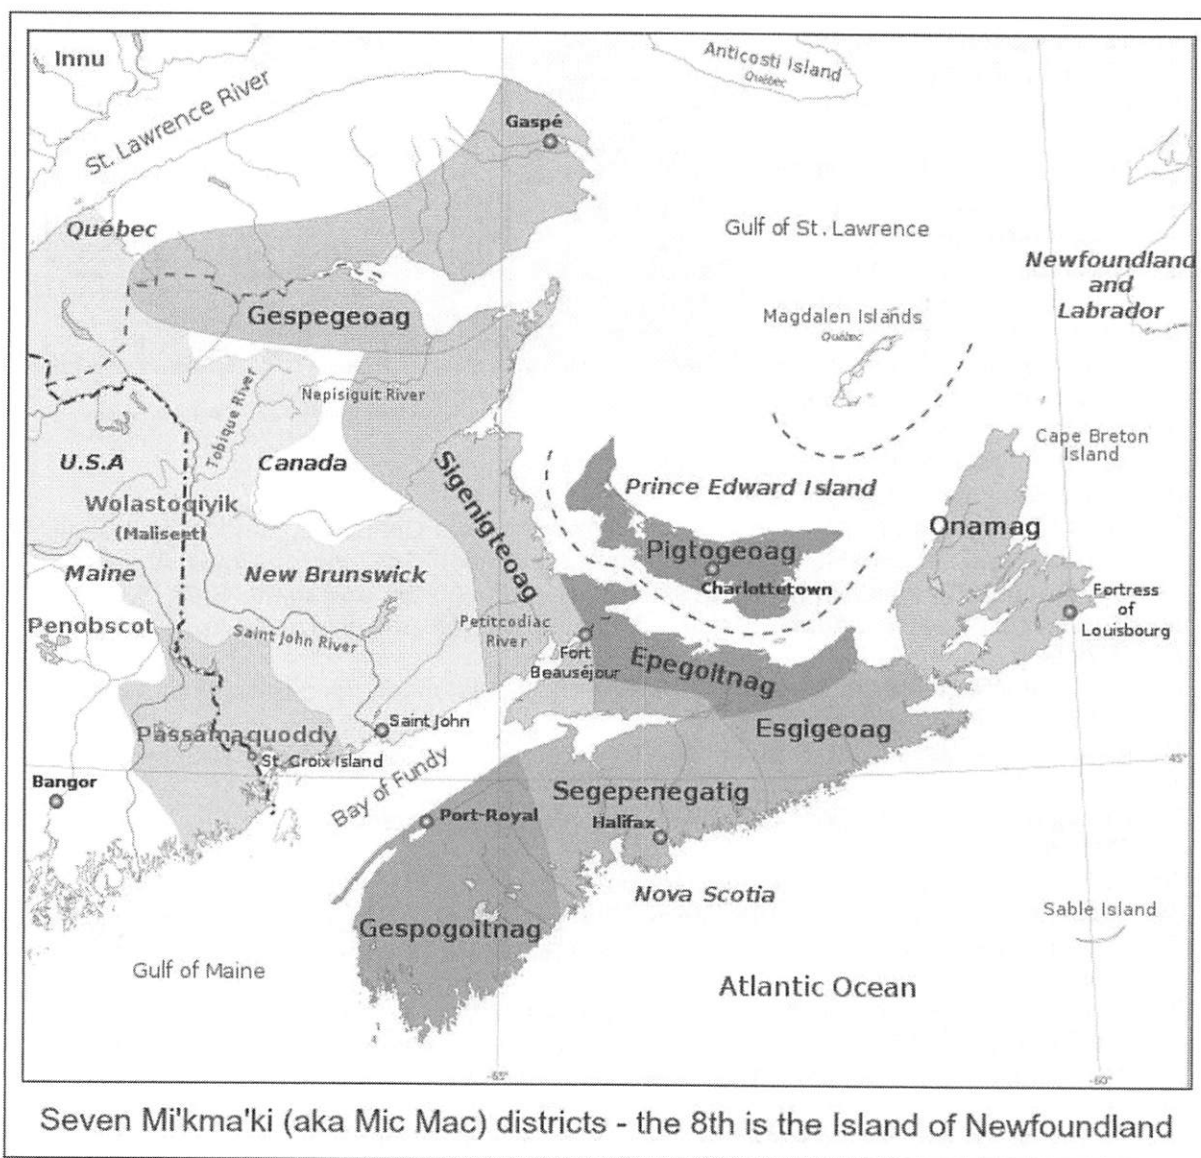 Innu
Anticosti Island
Québec
St. Lawrence River
Gaspé
Québec
Gulf of St. Lawrence
Newfoundland
and
Labrador
Gespegeoag
Magdalen Islands
Québec
Nepisiguit River
Tobique River
Cape Breton
Island
U.S.A
Canada
Sigenigteoag
Prince Edward Island
Wolastoqiyik
(Maliseet)
Onamag
Pigtogeoag
Maine
New Brunswick
Charlottetown
Fortress
of
Louisbourg
Penobscot
Saint John River
Petitcodiac
River
Fort
Beauséjour
Epegoitnag
Passamaquoddy
Saint John
Esgigeoag
St. Croix Island
45°
Bangor
Bay of Fundy
Segepenegatig
Port-Royal
Halifax
Nova Scotia
Sable Island
Gespogoitnag
Gulf of Maine
Atlantic Ocean
-65°
-60°
Seven Mi'kma'ki (aka Mic Mac) districts - the 8th is the Island of Newfoundland